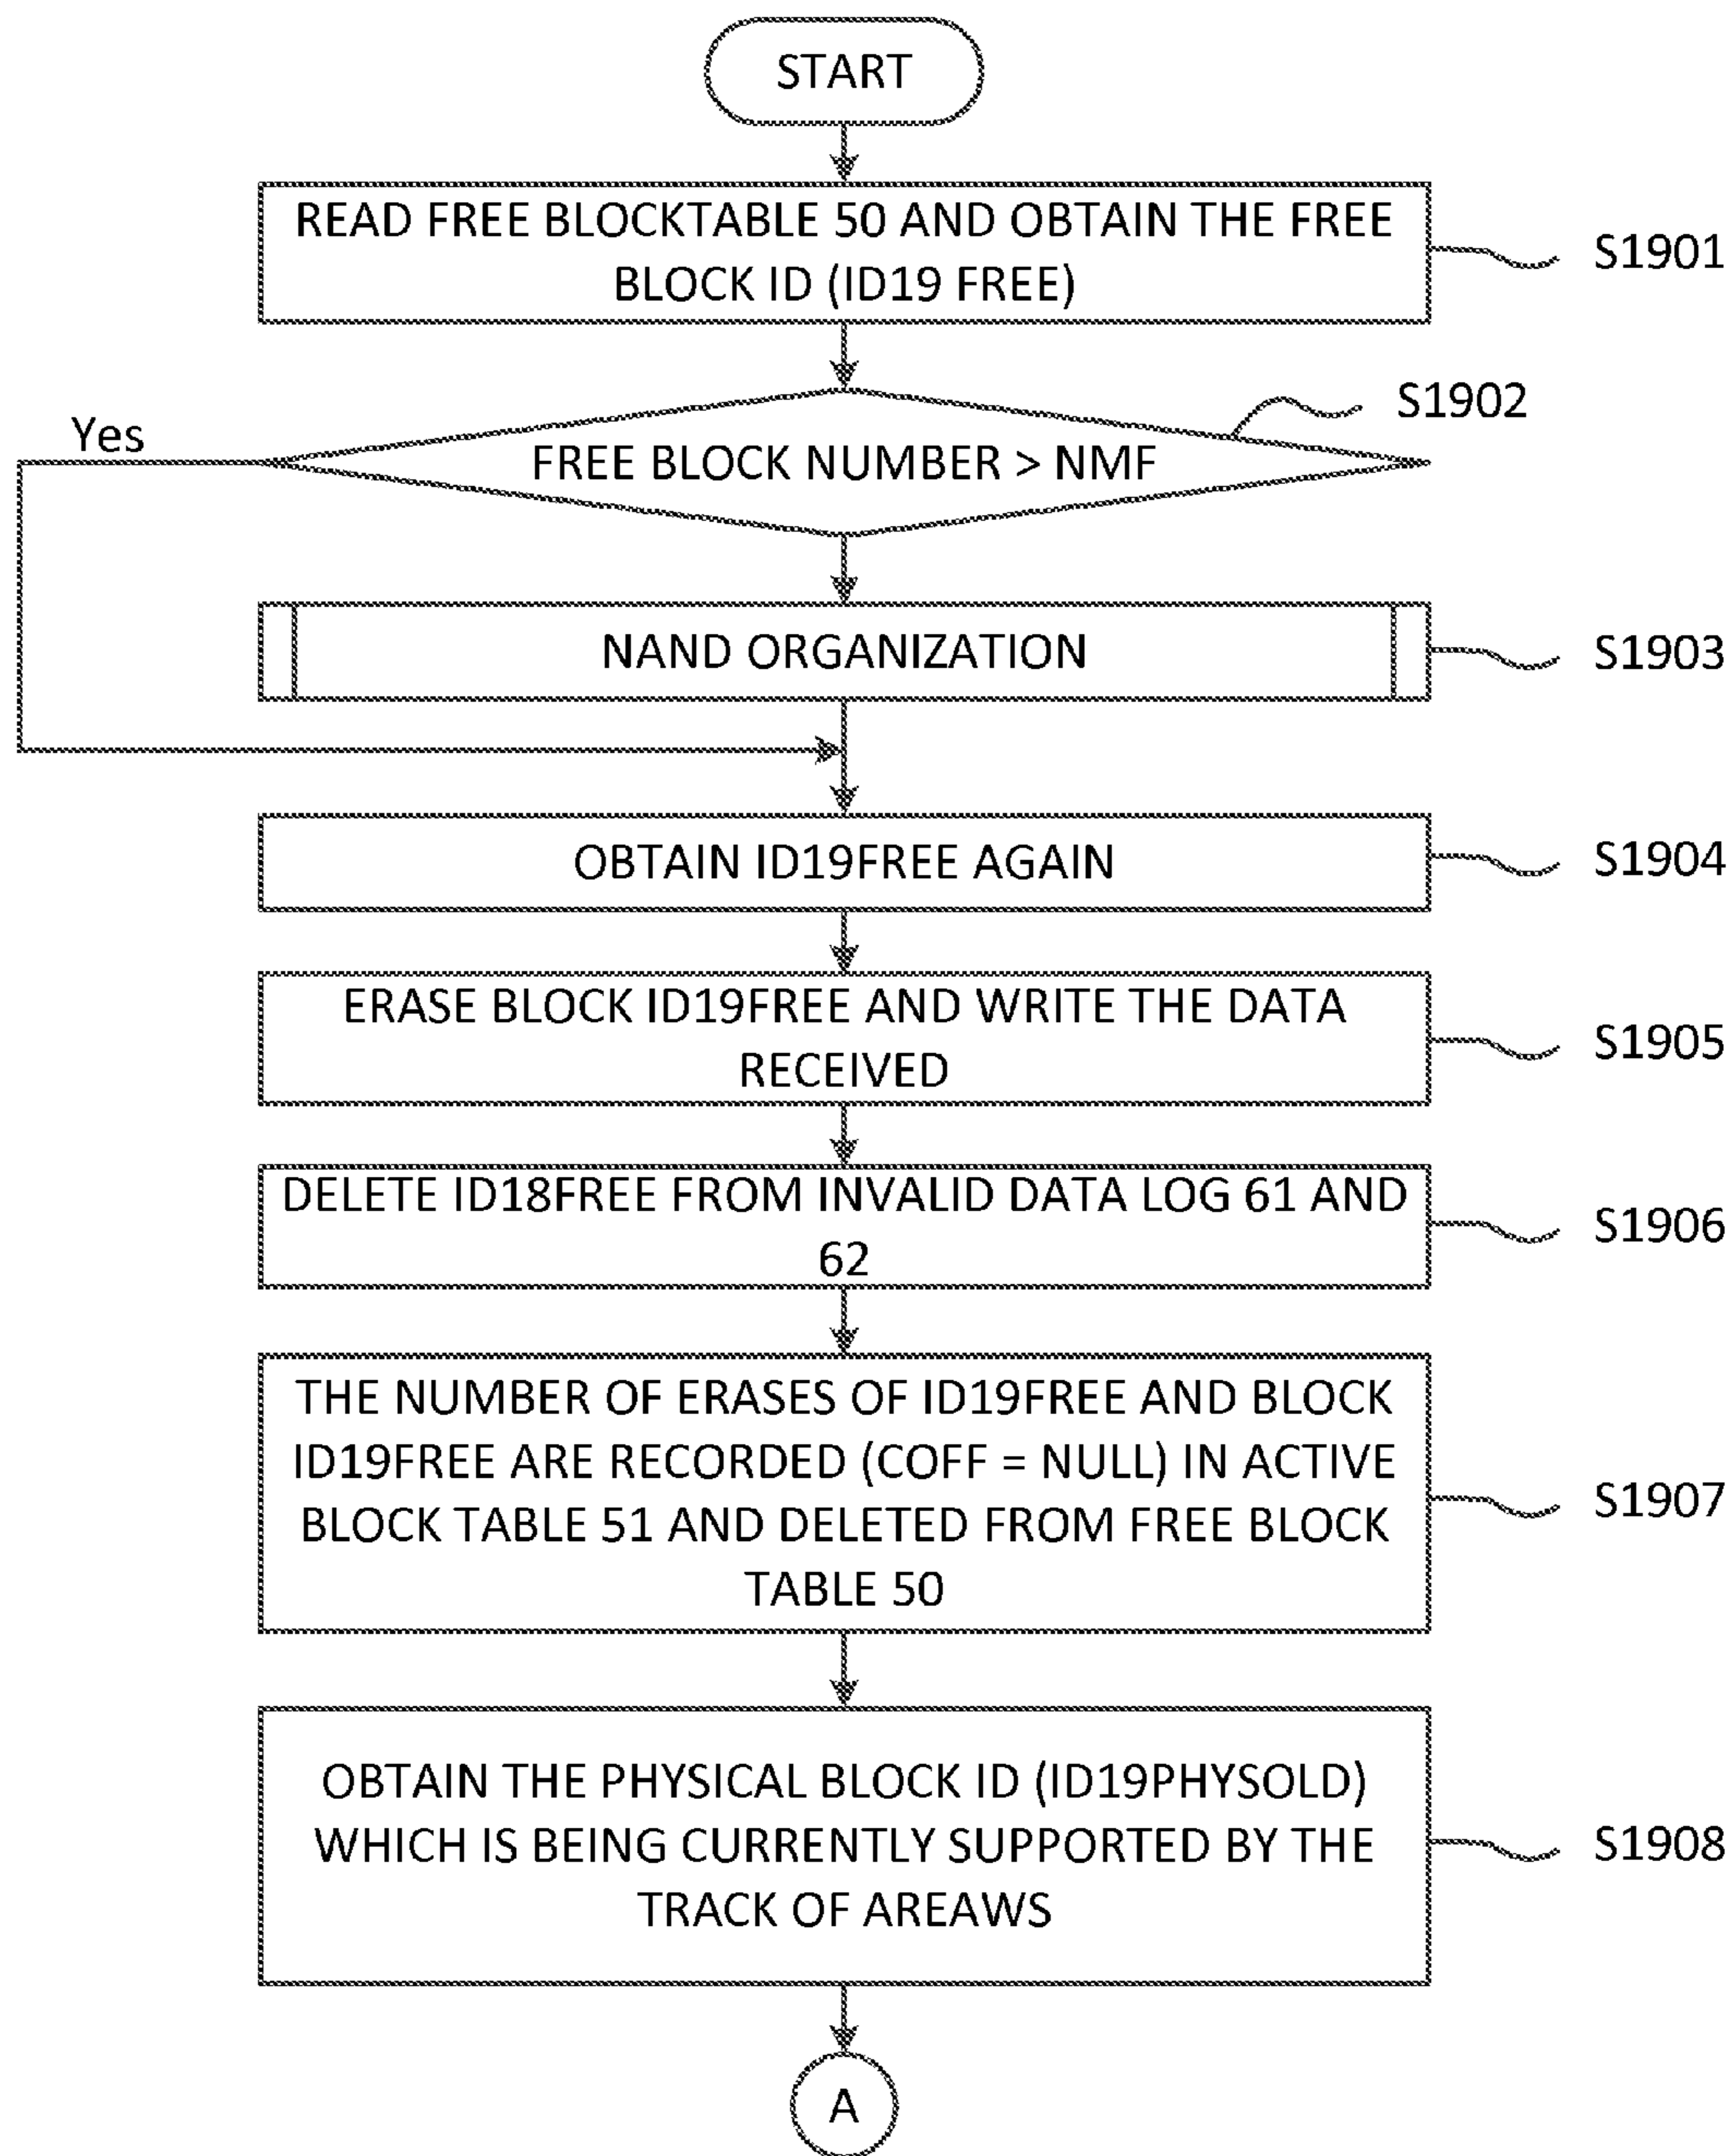 START
READ FREE BLOCKTABLE 50 AND OBTAIN THE FREE
BLOCK ID (ID19 FREE)
S1901
S1902
Yes
FREE BLOCK NUMBER > NMF
NAND ORGANIZATION
S1903
OBTAIN ID19FREE AGAIN
S1904
ERASE BLOCK ID19FREE AND WRITE THE DATA
RECEIVED
S1905
DELETE ID18FREE FROM INVALID DATA LOG 61 AND
62
S1906
THE NUMBER OF ERASES OF ID19FREE AND BLOCK
ID19FREE ARE RECORDED (COFF = NULL) IN ACTIVE
BLOCK TABLE 51 AND DELETED FROM FREE BLOCK
TABLE 50
S1907
OBTAIN THE PHYSICAL BLOCK ID (ID19PHYSOLD)
WHICH IS BEING CURRENTLY SUPPORTED BY THE
TRACK OF AREAWS
S1908
A